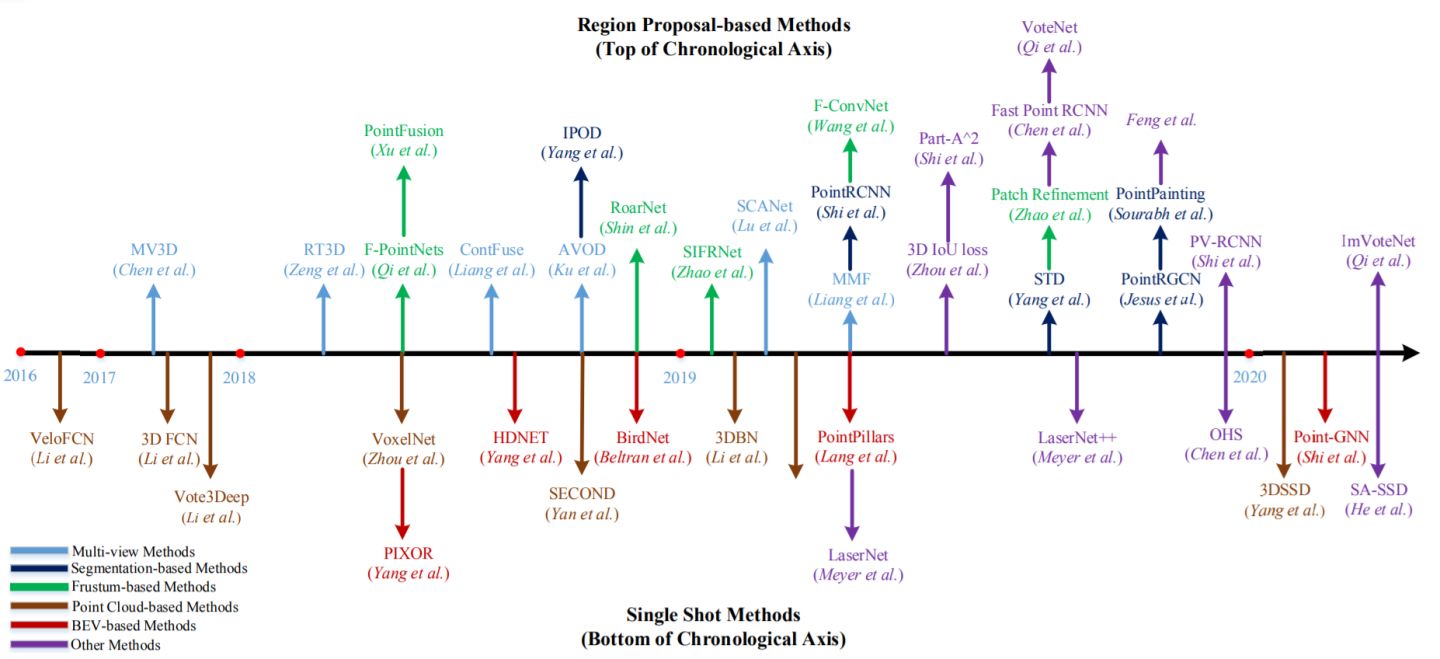 Region Proposal-based Methods
(Top of Chronological Axis)
VoteNet
(Qi et al.)
F-ConvNet
(Wang et al.)
Fast Point RCNN
(Chen et al.)
Feng et al.
PointFusion
(Xu et al.)
IPOD
(Yang et al.)
Part-A^2
(Shi et al.)
RoarNet
(Shin et al.)
SCANet
(Lu et al.)
PointRCNN
(Shi et al.)
Patch Refinement
(Zhao et al.)
PointPainting
(Sourabh et al.)
MV3D
(Chen et al.)
RT3D
(Zeng et al.)
F-PointNets
(Qi et al.)
ContFuse
(Liang et al.)
AVOD
(Ku et al.)
SIFRNet
(Zhao et al.)
MMF
(Liang et al.)
3D IoU loss
(Zhou et al.)
STD
(Yang et al.)
PointRGCN
(Jesus et al.)
PV-RCNN
(Shi et al.)
ImVoteNet
(Qi et al.)
2016
2017
2018
2019
2020
VeloFCN
(Li et al.)
3D FCN
(Li et al.)
Vote3Deep
(Li et al.)
VoxelNet
(Zhou et al.)
HDNET
(Yang et al.)
SECOND
(Yan et al.)
BirdNet
(Beltran et al.)
3DBN
(Li et al.)
PointPillars
(Lang et al.)
LaserNet++
(Meyer et al.)
OHS
(Chen et al.)
3DSSD
(Yang et al.)
Point-GNN
(Shi et al.)
SA-SSD
(He et al.)
PIXOR
(Yang et al.)
LaserNet
(Meyer et al.)
Multi-view Methods
Segmentation-based Methods
Frustum-based Methods
Point Cloud-based Methods
BEV-based Methods
Other Methods
Single Shot Methods
(Bottom of Chronological Axis)